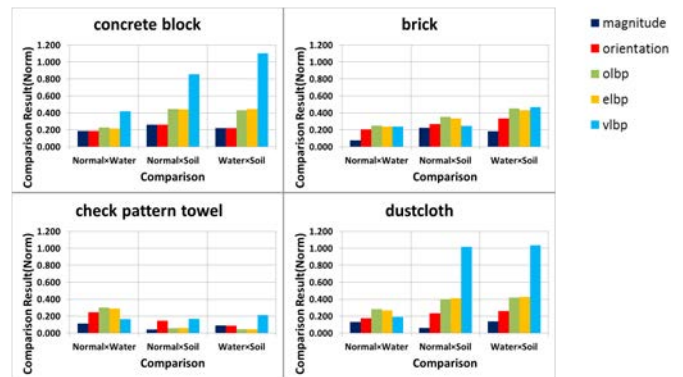 concrete block
Comparison Result(Norm)
1.200
1.000
0.800
0.600
0.400
0.200
0.000
Normal×Water Normal×Soil Water×Soil
Comparison
brick
Comparison Result(Norm)
1.200
1.000
0.800
0.600
0.400
0.200
0.000
Normal×Water Normal×Soil Water×Soil
Comparison
magnitude
orientation
olbp
elbp
vlbp
check pattern towel
Comparison Result(Norm)
1.200
1.000
0.800
0.600
0.400
0.200
0.000
Normal×Water Normal×Soil Water×Soil
Comparison
dustcloth
Comparison Result(Norm)
1.200
1.000
0.800
0.600
0.400
0.200
0.000
Normal×Water Normal×Soil Water×Soil
Comparison